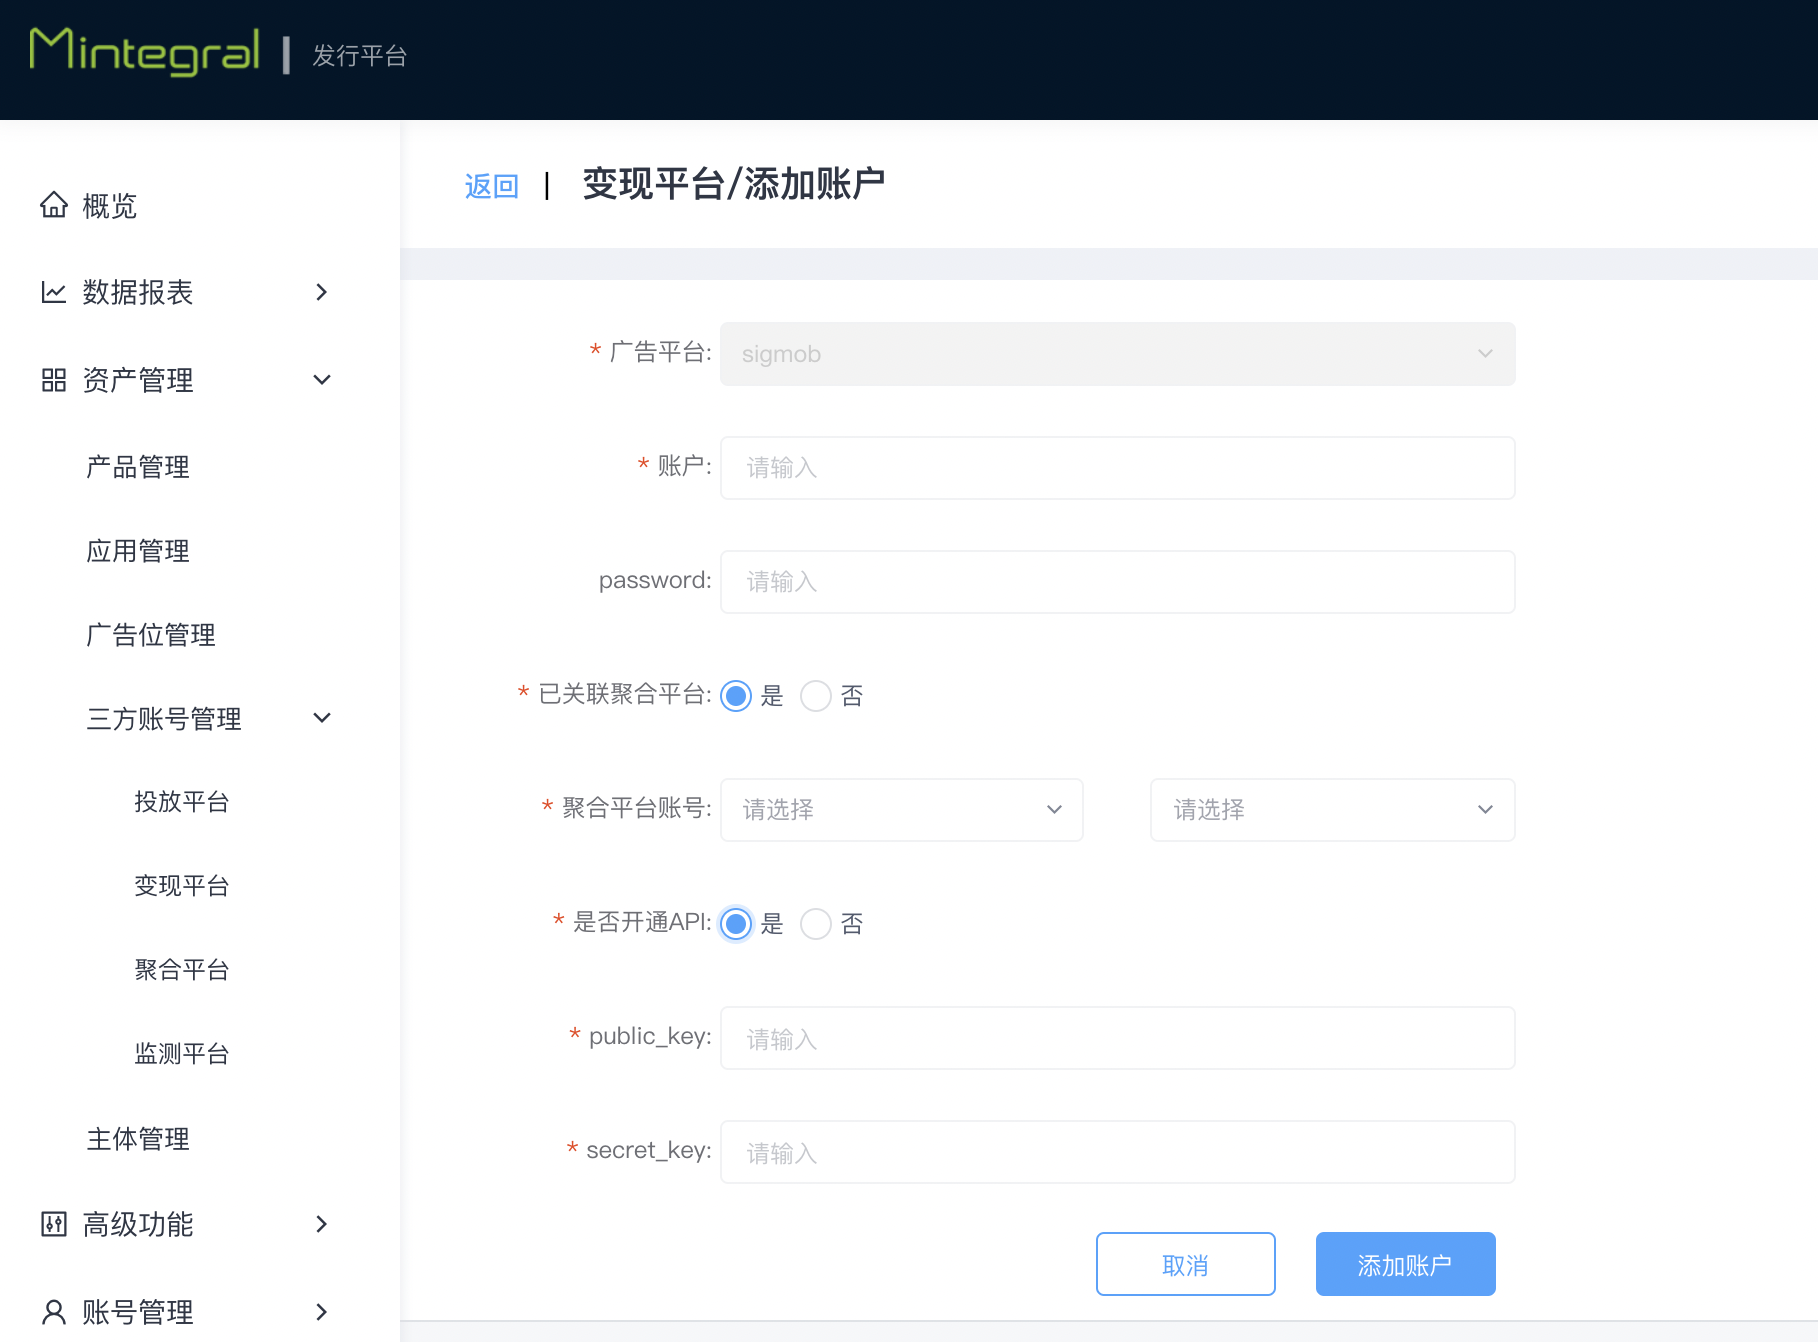 Mintegral | 发行平台
概览
数据报表
资产管理
产品管理
应用管理
广告位管理
三方账号管理
投放平台
变现平台
聚合平台
监测平台
主体管理
高级功能
账号管理
返回 | 变现平台/添加账户
* 广告平台: sigmob
* 账户: 请输入
password: 请输入
* 已关联聚合平台: 是 否
* 聚合平台账号: 请选择 请选择
* 是否开通API: 是 否
* public_key: 请输入
* secret_key: 请输入
取消 添加账户